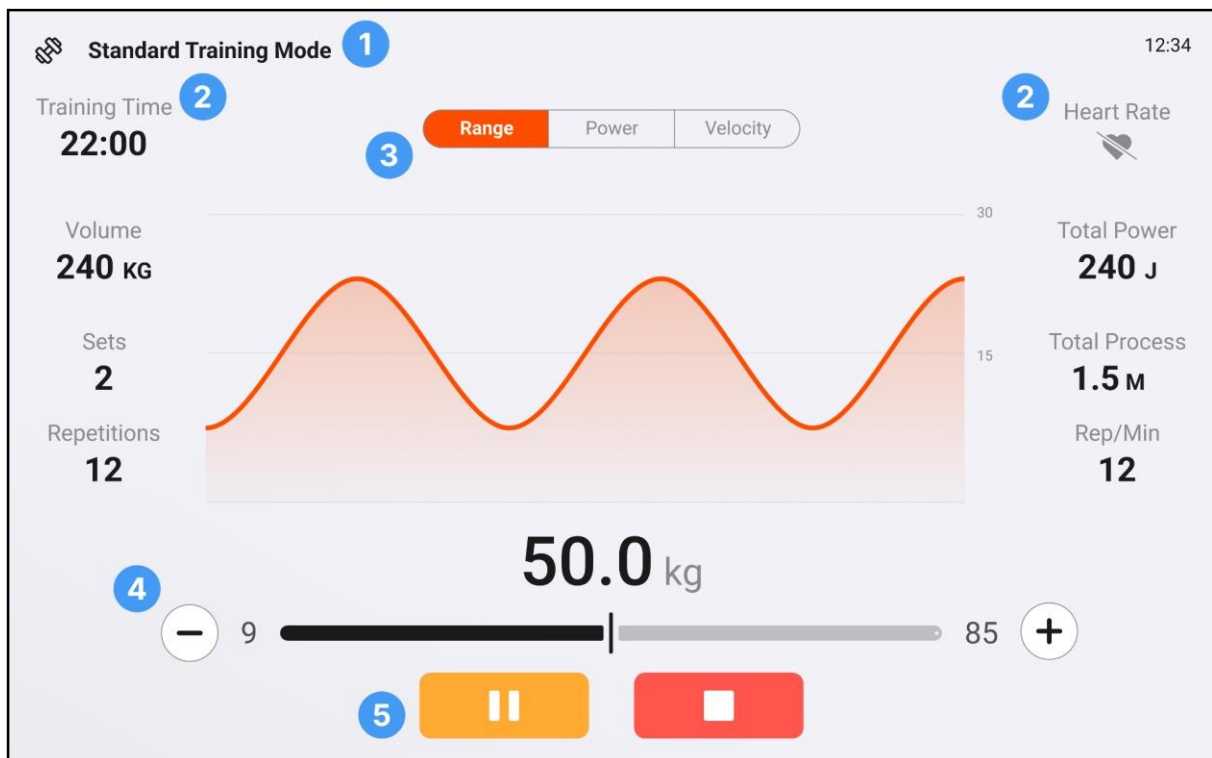 Standard Training Mode 1
12:34
Training Time 2
22:00
2 Heart Rate
3
Range Power Velocity
Volume
240 KG
Sets
2
Repetitions
12
30
15
Total Power
240 J
Total Process
1.5 M
Rep/Min
12
50.0 kg
4
− 9 85 +
5